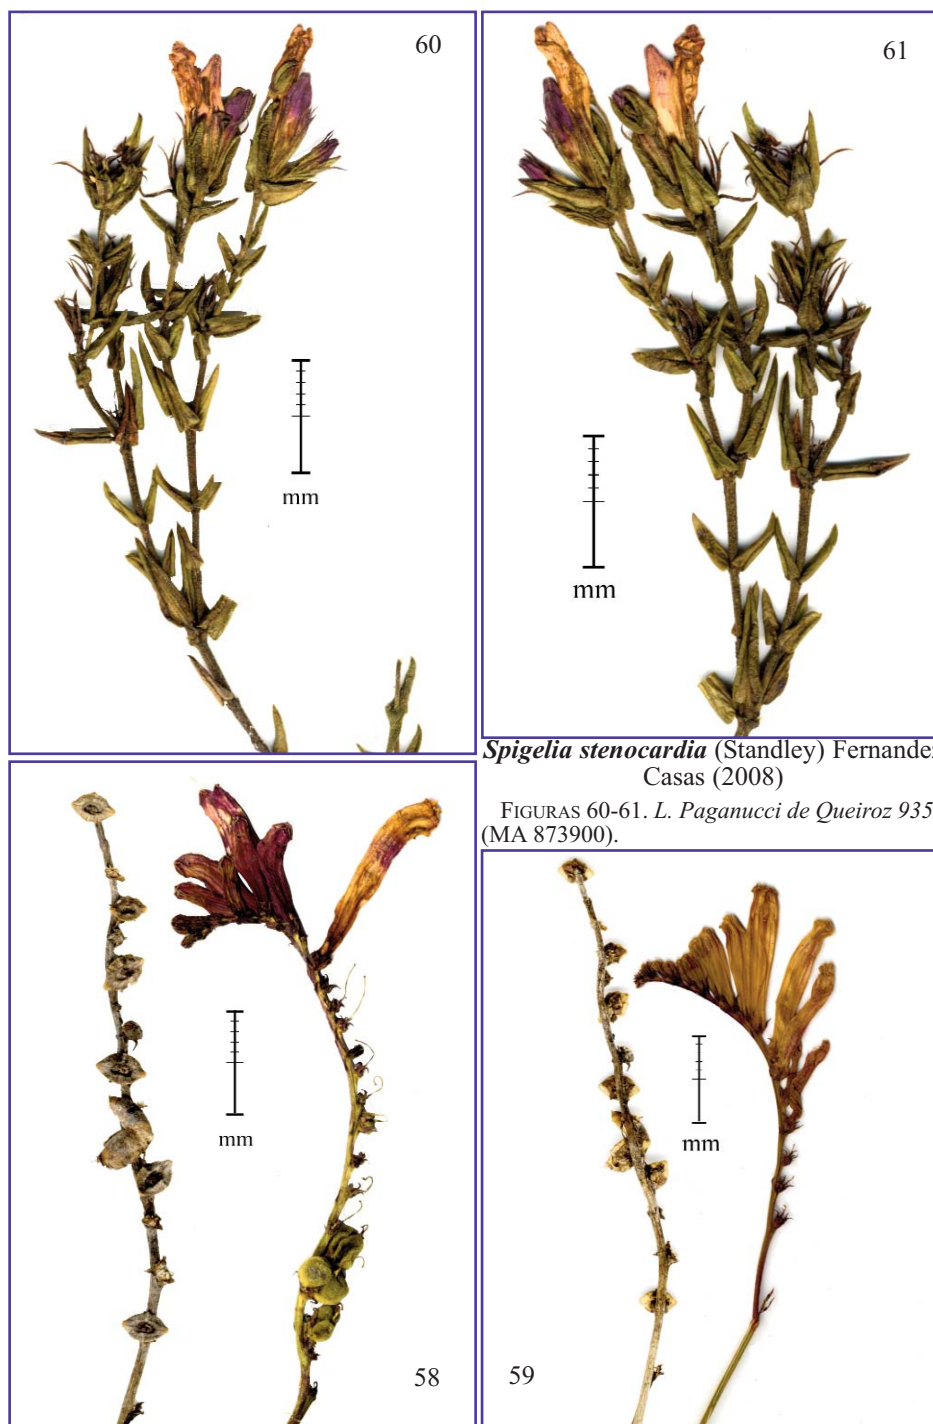 60
61
mm
mm
Spigelia stenocardia (Standley) Fernandez
Casas (2008)
FIGURAS 60-61. L. Paganucci de Queiroz 935
(MA 873900).
mm
mm
58
59